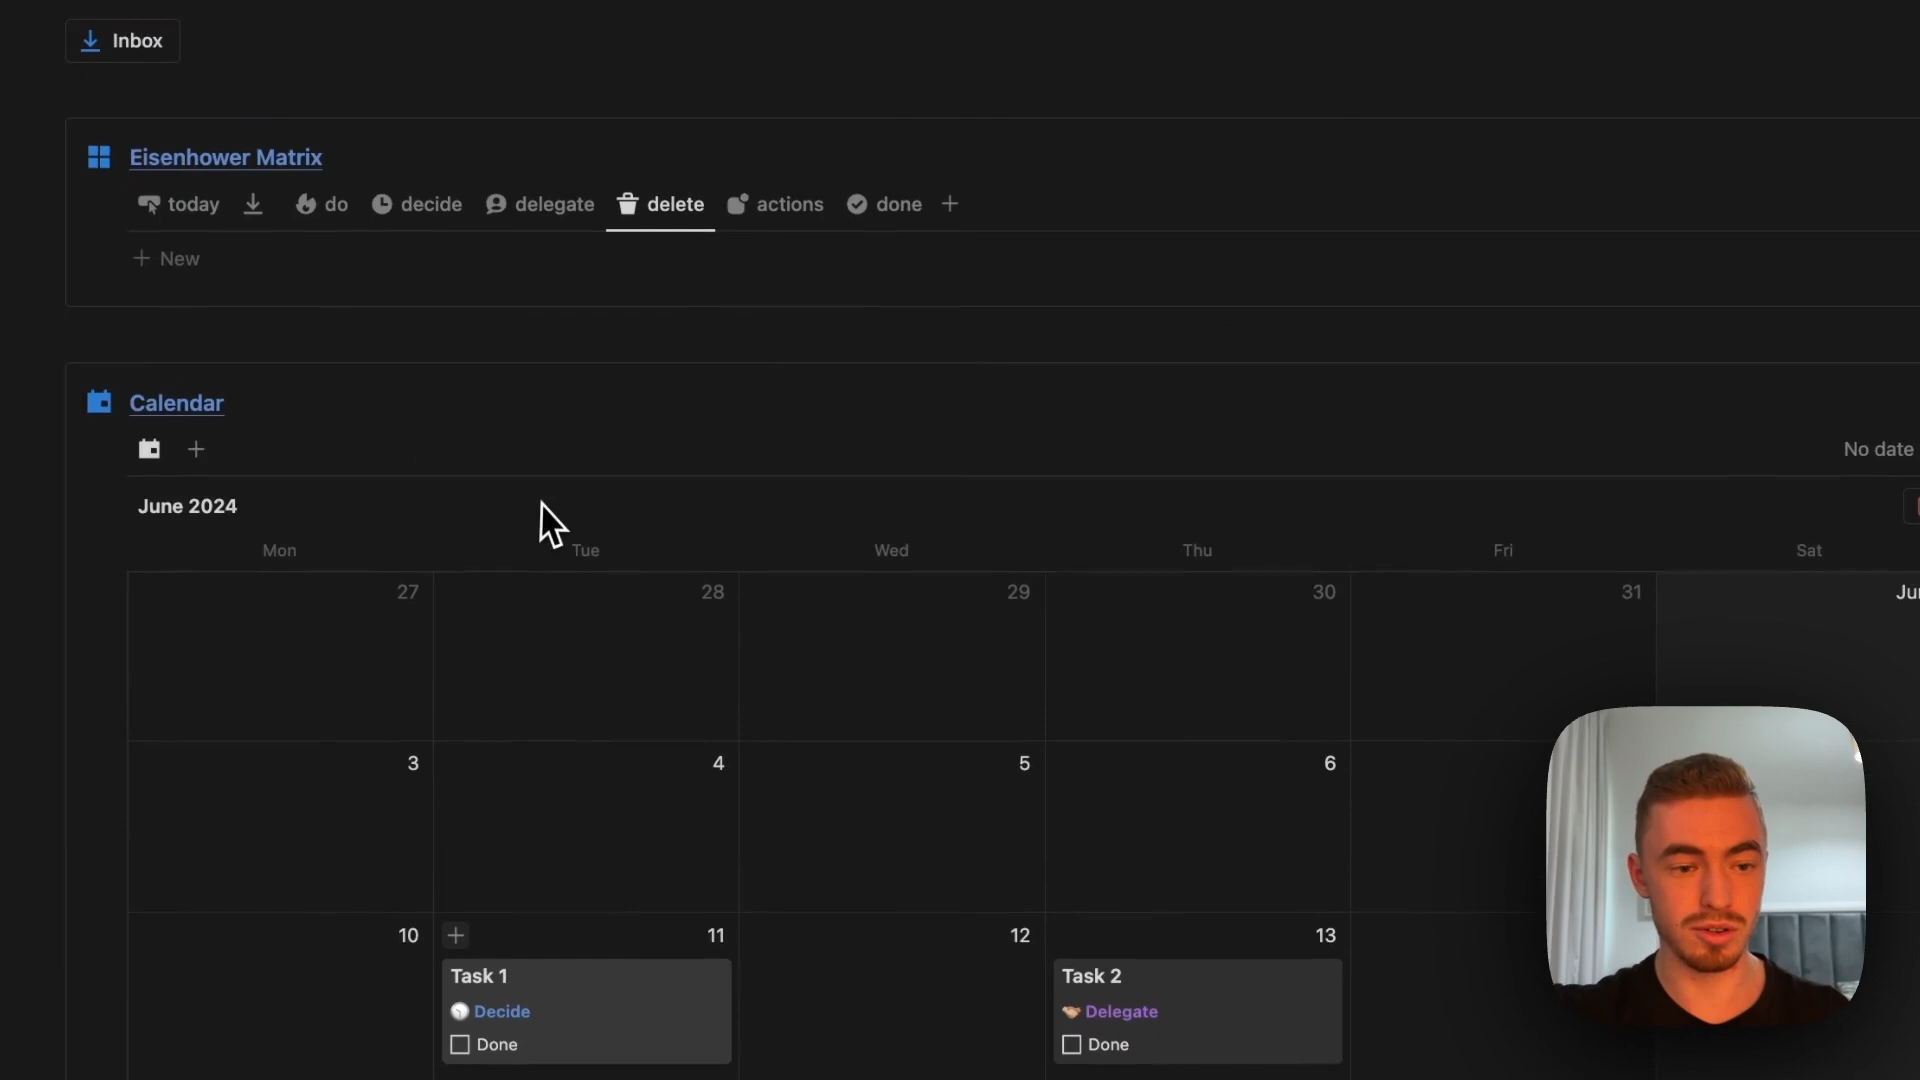 Inbox
Eisenhower Matrix
today do decide delegate delete actions done +
+ New
Calendar
+
No date
June 2024
Mon Tue Wed Thu Fri Sat
27 28 29 30 31
3 4 5 6
10 + 11 12 13
Task 1 Task 2
Decide Delegate
Done Done